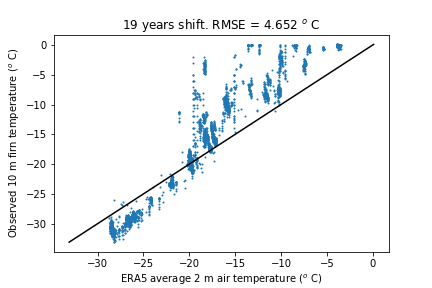 19 years shift. RMSE = 4.652 ° C
Observed 10 m firn temperature (° C)
0
−5
−10
−15
−20
−25
−30
−30 −25 −20 −15 −10 −5 0
ERA5 average 2 m air temperature (° C)